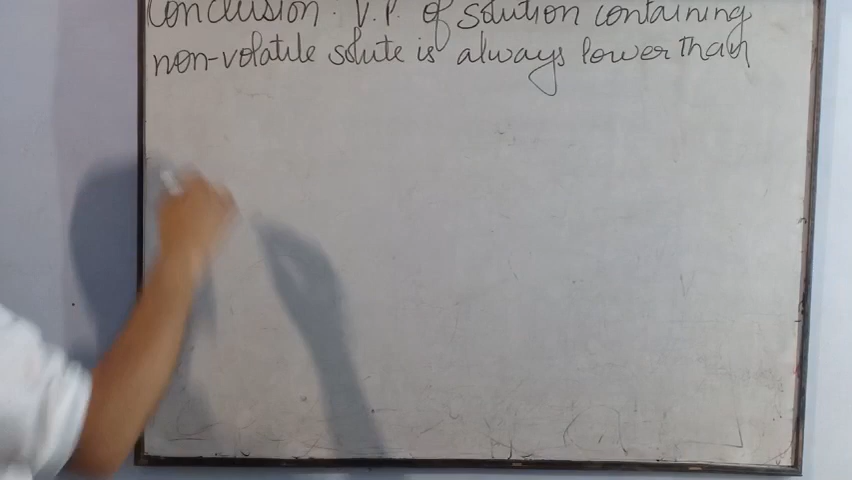 Conclusion. V.P. of solution containing
non-volatile solute is always lower than